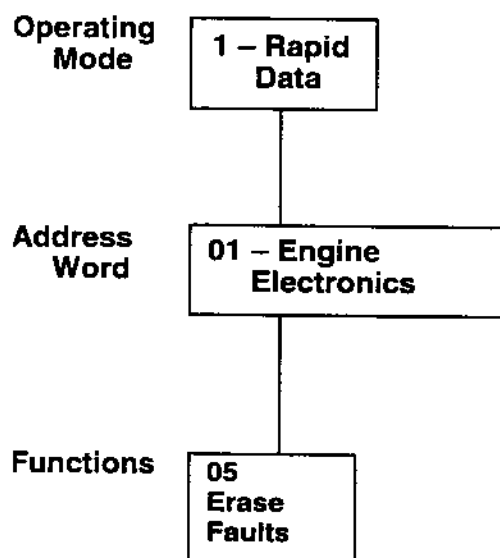 Operating
Mode
1 – Rapid
Data
Address
Word
01 – Engine
Electronics
Functions
05
Erase
Faults